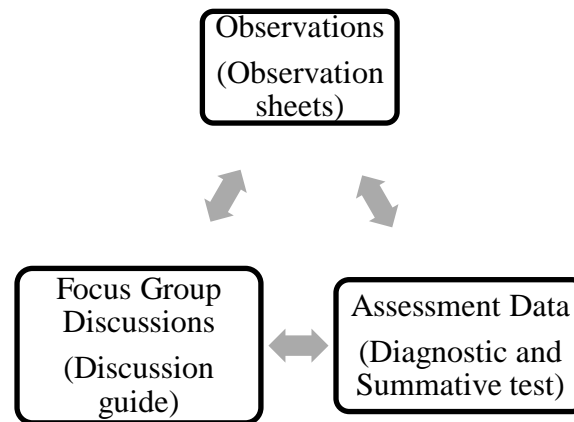 Observations
(Observation
sheets)
Focus Group
Discussions
(Discussion
guide)
Assessment Data
(Diagnostic and
Summative test)